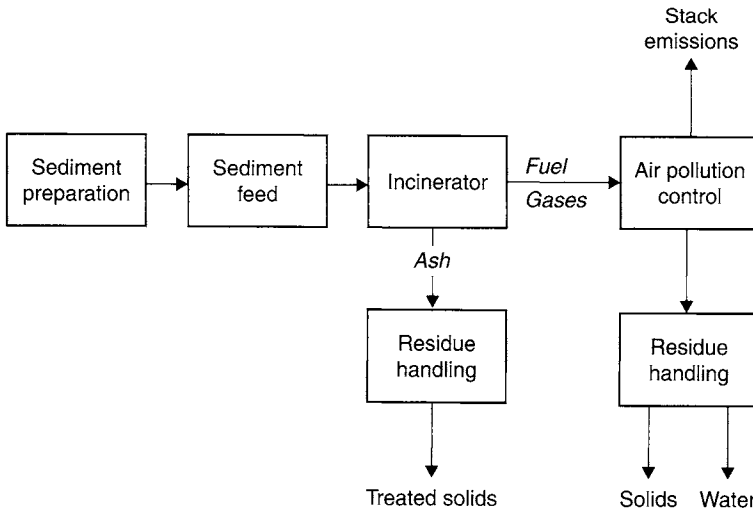 Stack
emissions
Sediment
preparation
Sediment
feed
Incinerator
Fuel
Gases
Air pollution
control
Ash
Residue
handling
Residue
handling
Treated solids
Solids
Water